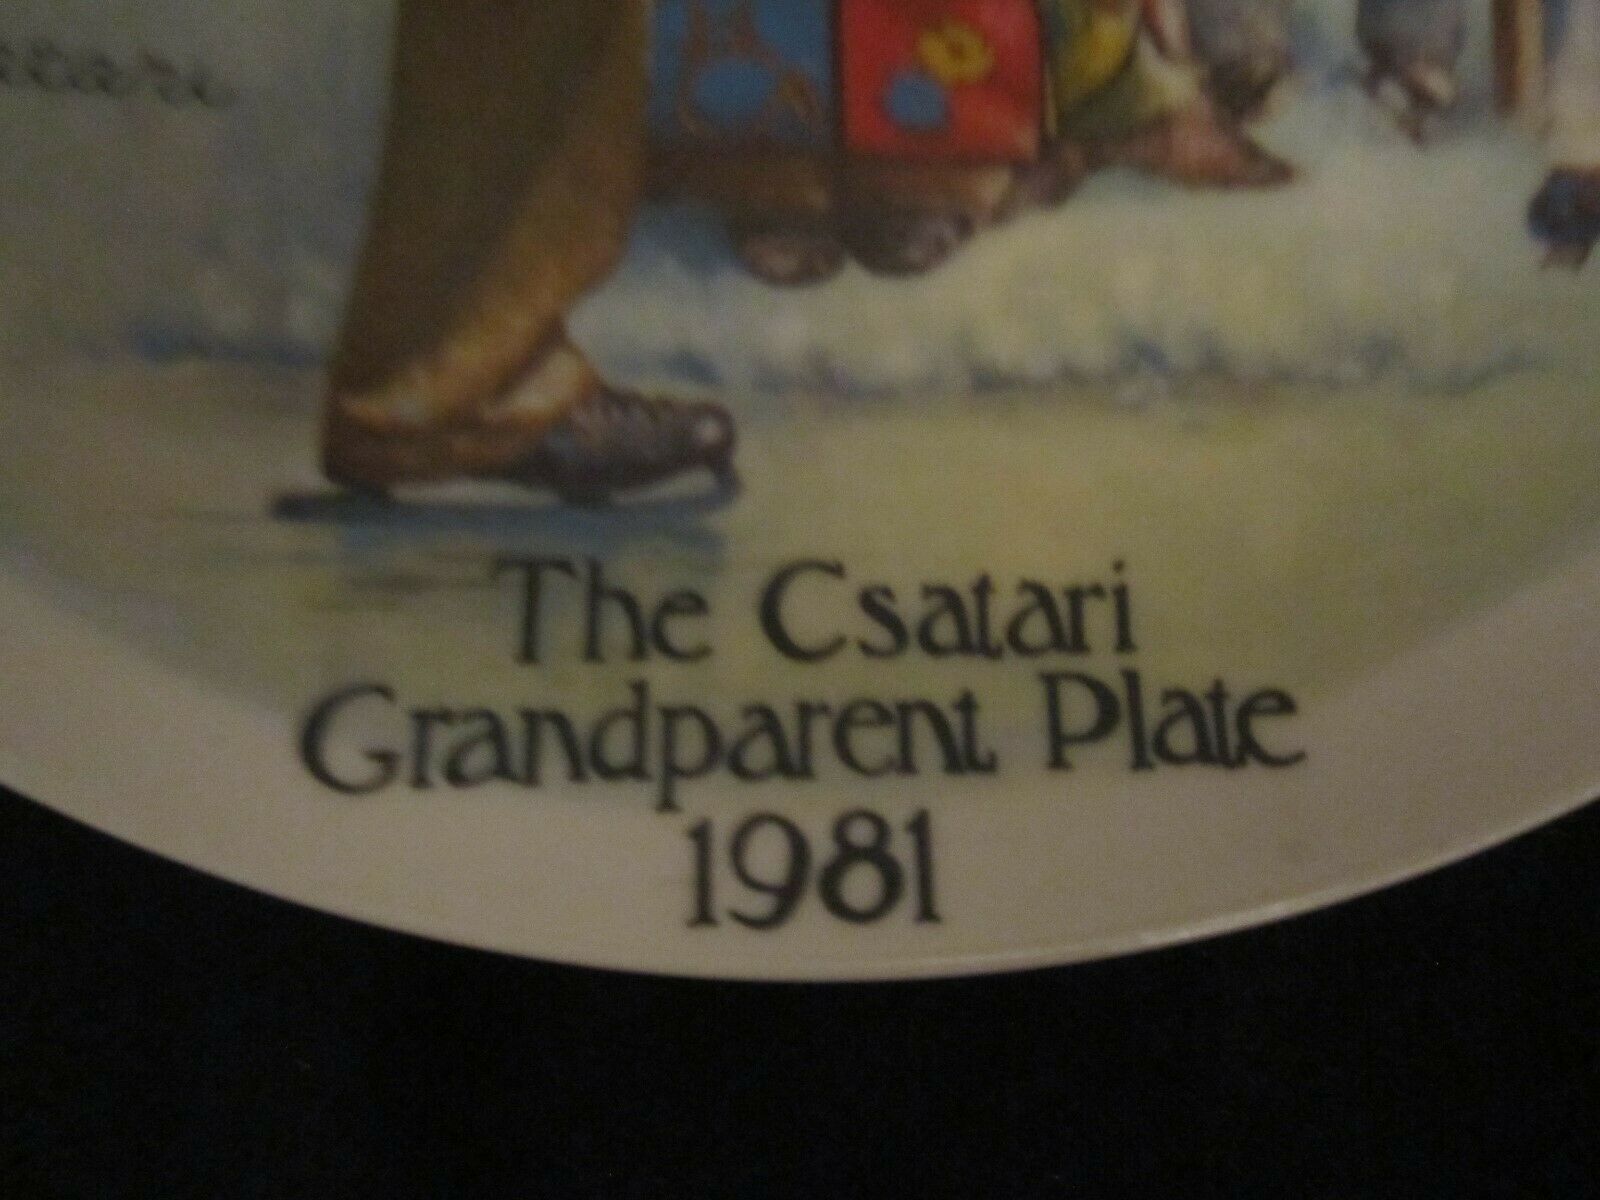 The Csatari
Grandparent Plate
1981